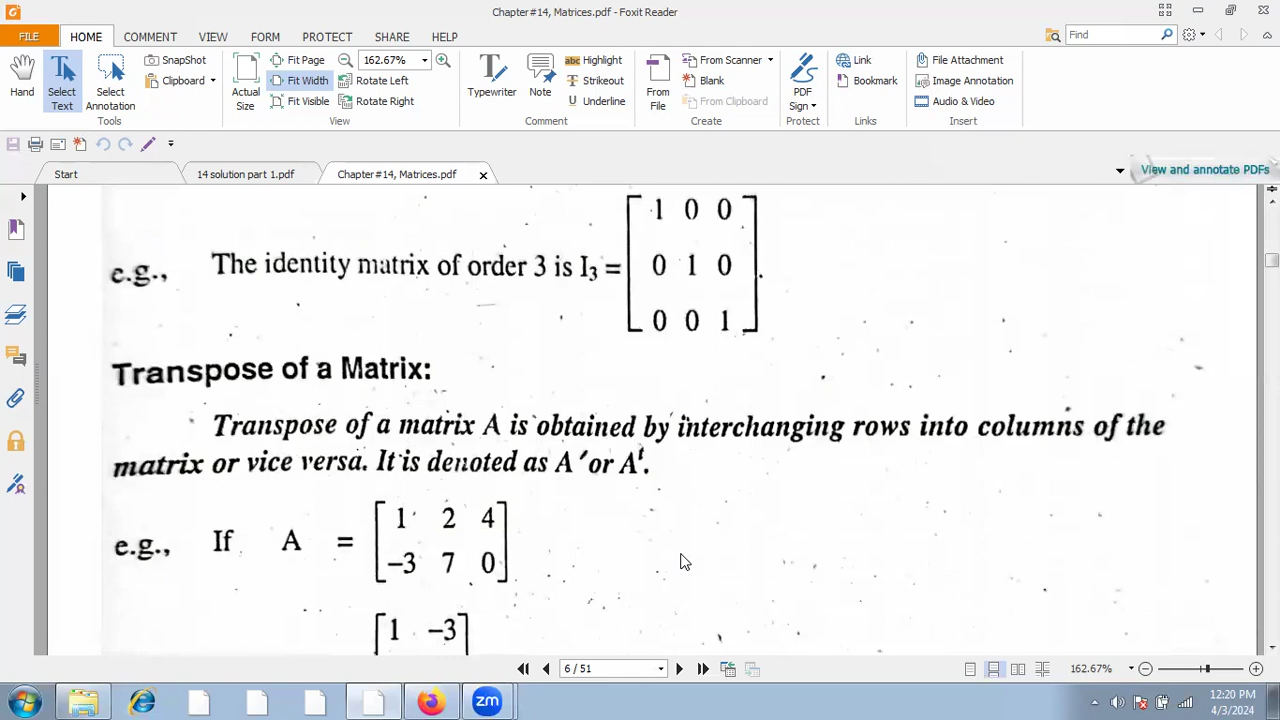 Chapter#14, Matrices.pdf - Foxit Reader
FILE HOME COMMENT VIEW FORM PROTECT SHARE HELP
Find
Hand
Select Text
Select Annotation
SnapShot
Clipboard
Tools
Actual Size
Fit Page
Fit Width
Fit Visible
162.67%
Rotate Left
Rotate Right
View
Typewriter
Note
Highlight
Strikeout
Underline
Comment
From File
From Scanner
Blank
From Clipboard
Create
PDF Sign
Protect
Link
Bookmark
Links
File Attachment
Image Annotation
Audio & Video
Insert
Start
14 solution part 1.pdf
Chapter#14, Matrices.pdf
View and annotate PDFs
1 0 0
e.g., The identity matrix of order 3 is I₃ = 0 1 0 .
0 0 1
Transpose of a Matrix:
Transpose of a matrix A is obtained by interchanging rows into columns of the
matrix or vice versa. It is denoted as A′ or Aᵗ.
1 2 4
e.g., If A =
−3 7 0
1 −3
6 / 51
162.67%
zm
12:20 PM
4/3/2024